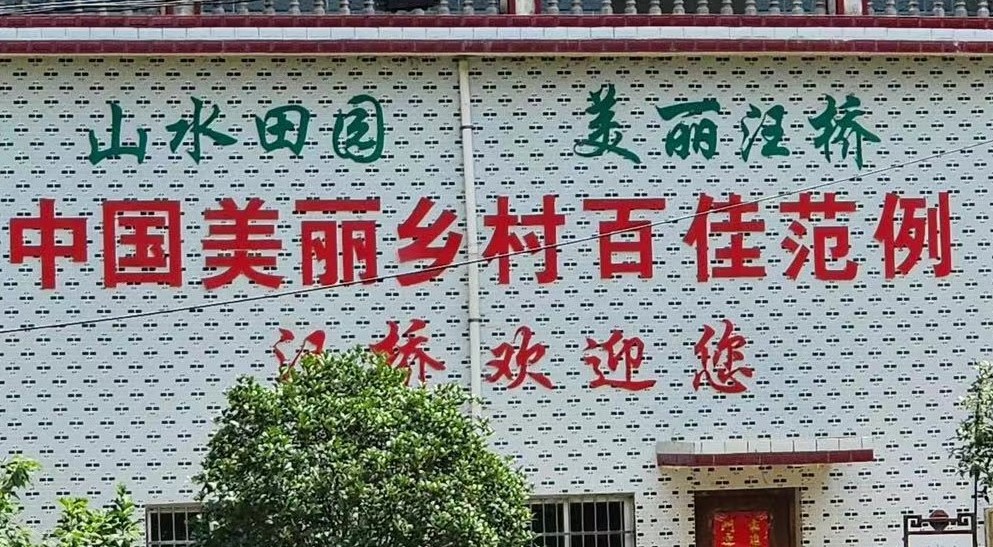 山水田园 美丽汪桥
中国美丽乡村百佳范例
汪桥欢迎您